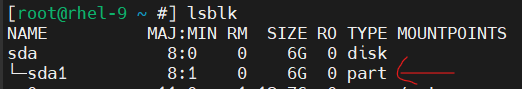 [root@rhel-9 ~ #] lsblk
NAME          MAJ:MIN RM   SIZE RO TYPE MOUNTPOINTS
sda             8:0    0     6G  0 disk
└─sda1          8:1    0     6G  0 part